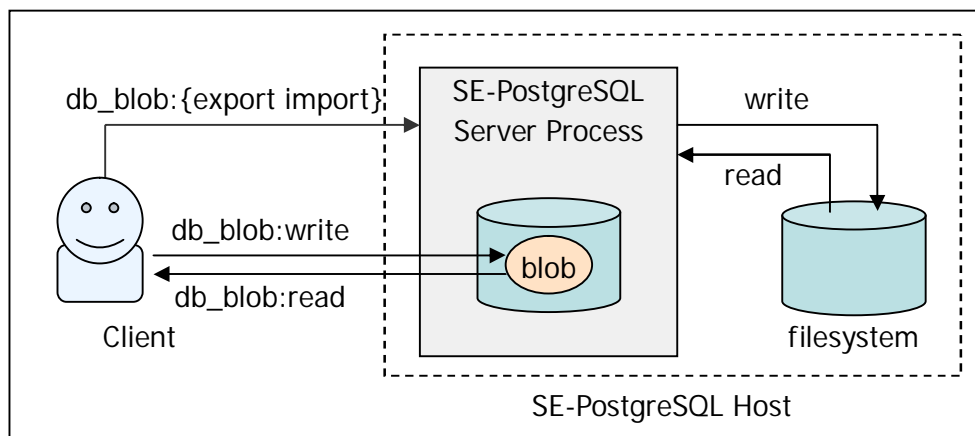 db_blob:{export import}
SE-PostgreSQL
Server Process
write
read
db_blob:write
blob
db_blob:read
Client
filesystem
SE-PostgreSQL Host